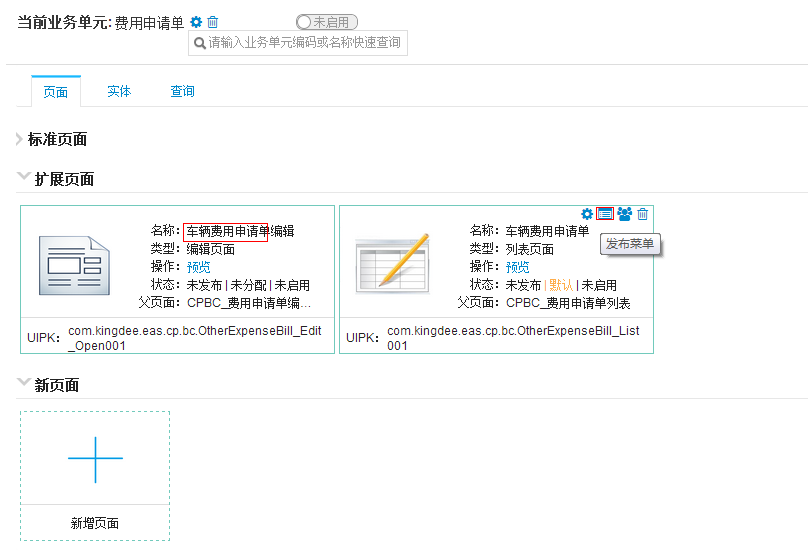 当前业务单元: 费用申请单 未启用
请输入业务单元编码或名称快速查询
页面 实体 查询
标准页面
扩展页面
名称: 车辆费用申请单编辑
类型: 编辑页面
操作: 预览
状态: 未发布 | 未分配 | 未启用
父页面: CPBC_费用申请单编...
UIPK: com.kingdee.eas.cp.bc.OtherExpenseBill_Edit
_Open001
名称: 车辆费用申请单
类型: 列表页面
操作: 预览
状态: 未发布 | 默认 | 未启用
父页面: CPBC_费用申请单列表
UIPK: com.kingdee.eas.cp.bc.OtherExpenseBill_List
001
发布菜单
新页面
新增页面